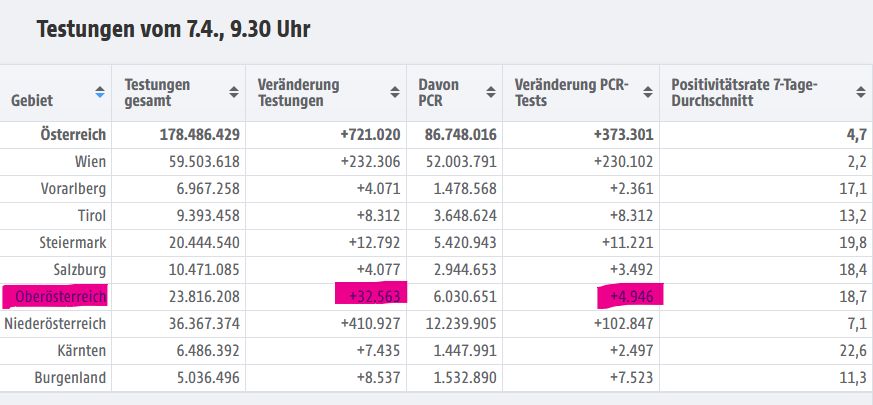 Testungen vom 7.4., 9.30 Uhr
Gebiet Testungen gesamt Veränderung Testungen Davon PCR Veränderung PCR-Tests Positivitätsrate 7-Tage-Durchschnitt
Österreich 178.486.429 +721.020 86.748.016 +373.301 4,7
Wien 59.503.618 +232.306 52.003.791 +230.102 2,2
Vorarlberg 6.967.258 +4.071 1.478.568 +2.361 17,1
Tirol 9.393.458 +8.312 3.648.624 +8.312 13,2
Steiermark 20.444.540 +12.792 5.420.943 +11.221 19,8
Salzburg 10.471.085 +4.077 2.944.653 +3.492 18,4
Oberösterreich 23.816.208 +32.563 6.030.651 +4.946 18,7
Niederösterreich 36.367.374 +410.927 12.239.905 +102.847 7,1
Kärnten 6.486.392 +7.435 1.447.991 +2.497 22,6
Burgenland 5.036.496 +8.537 1.532.890 +7.523 11,3